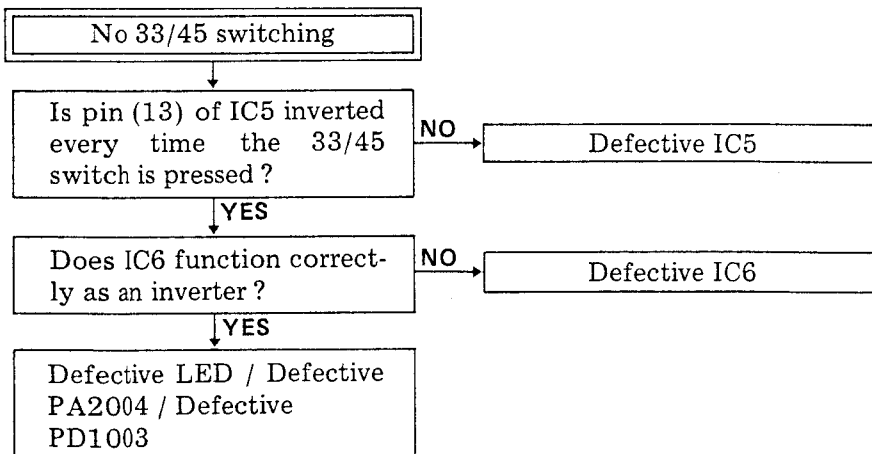 No 33/45 switching
Is pin (13) of IC5 inverted
every time the 33/45
switch is pressed ?
NO
Defective IC5
YES
Does IC6 function correct-
ly as an inverter ?
NO
Defective IC6
YES
Defective LED / Defective
PA2004 / Defective
PD1003